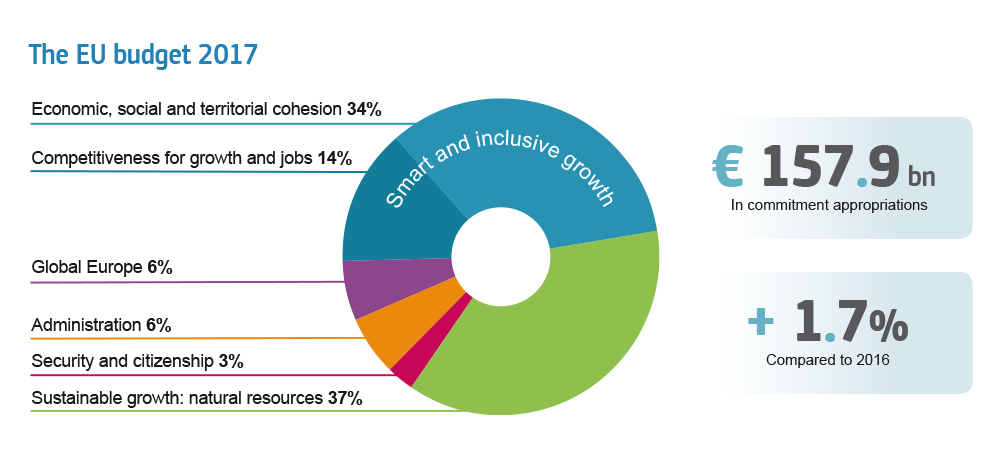 The EU budget 2017
Economic, social and territorial cohesion 34%
Competitiveness for growth and jobs 14%
Global Europe 6%
Administration 6%
Security and citizenship 3%
Sustainable growth: natural resources 37%
Smart and inclusive growth
€ 157.9 bn
In commitment appropriations
+ 1.7%
Compared to 2016